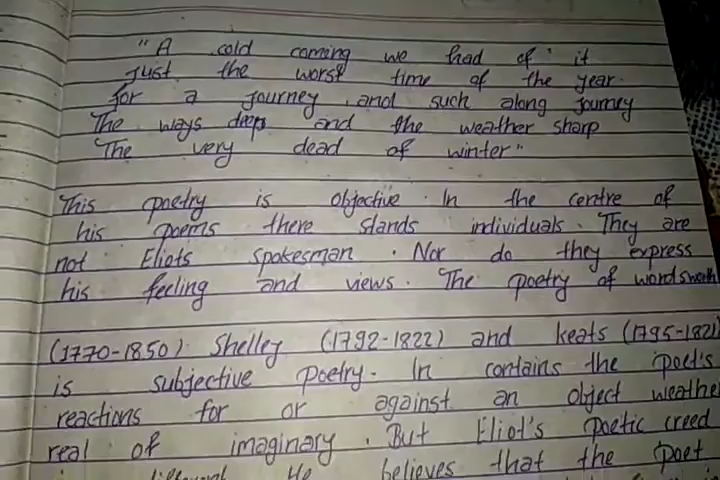 "A cold coming we had of it
just the worst time of the year.
for a journey, and such along journey
The ways deep and the weather sharp
The very dead of winter"
This poetry is objective. In the centre of
his poems there stands individuals. They are
not Eliots spokesman. Nor do they express
his feeling and views. The poetry of wordsworth
(1770-1850) Shelley (1792-1822) and keats (1795-1821)
is subjective poetry. In contains the poet's
reactions for or against an object weather
real of imaginary. But Eliot's poetic creed
different He believes that the poet